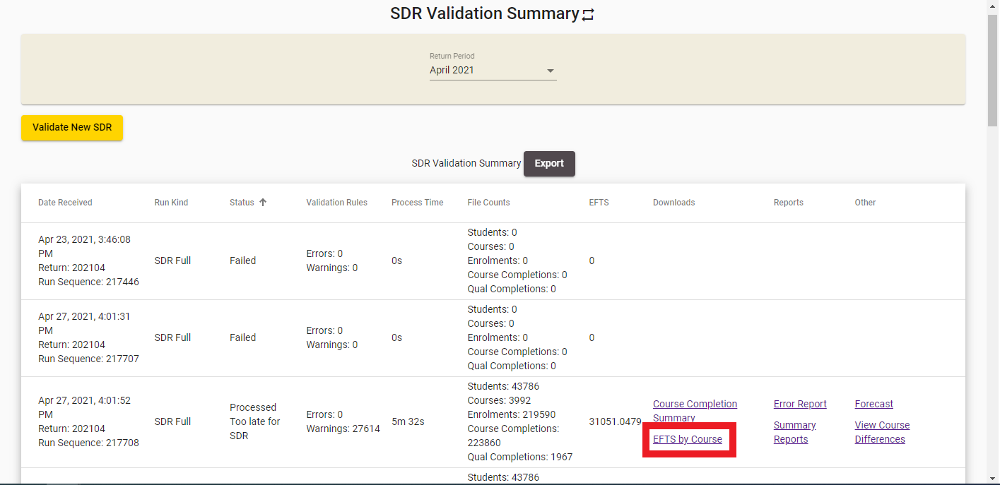 SDR Validation Summary
Return Period
April 2021
Validate New SDR
SDR Validation Summary Export
Date Received Run Kind Status Validation Rules Process Time File Counts EFTS Downloads Reports Other
Apr 23, 2021, 3:46:08
PM
Return: 202104
Run Sequence: 217446
SDR Full
Failed
Errors: 0
Warnings: 0
0s
Students: 0
Courses: 0
Enrolments: 0
Course Completions: 0
Qual Completions: 0
0
Apr 27, 2021, 4:01:31
PM
Return: 202104
Run Sequence: 217707
SDR Full
Failed
Errors: 0
Warnings: 0
0s
Students: 0
Courses: 0
Enrolments: 0
Course Completions: 0
Qual Completions: 0
0
Apr 27, 2021, 4:01:52
PM
Return: 202104
Run Sequence: 217708
SDR Full
Processed
Too late for
SDR
Errors: 0
Warnings: 27614
5m 32s
Students: 43786
Courses: 3992
Enrolments: 219590
Course Completions:
223860
Qual Completions: 1967
31051.0479
Course Completion
Summary
EFTS by Course
Error Report
Summary
Reports
Forecast
View Course
Differences
Students: 43786